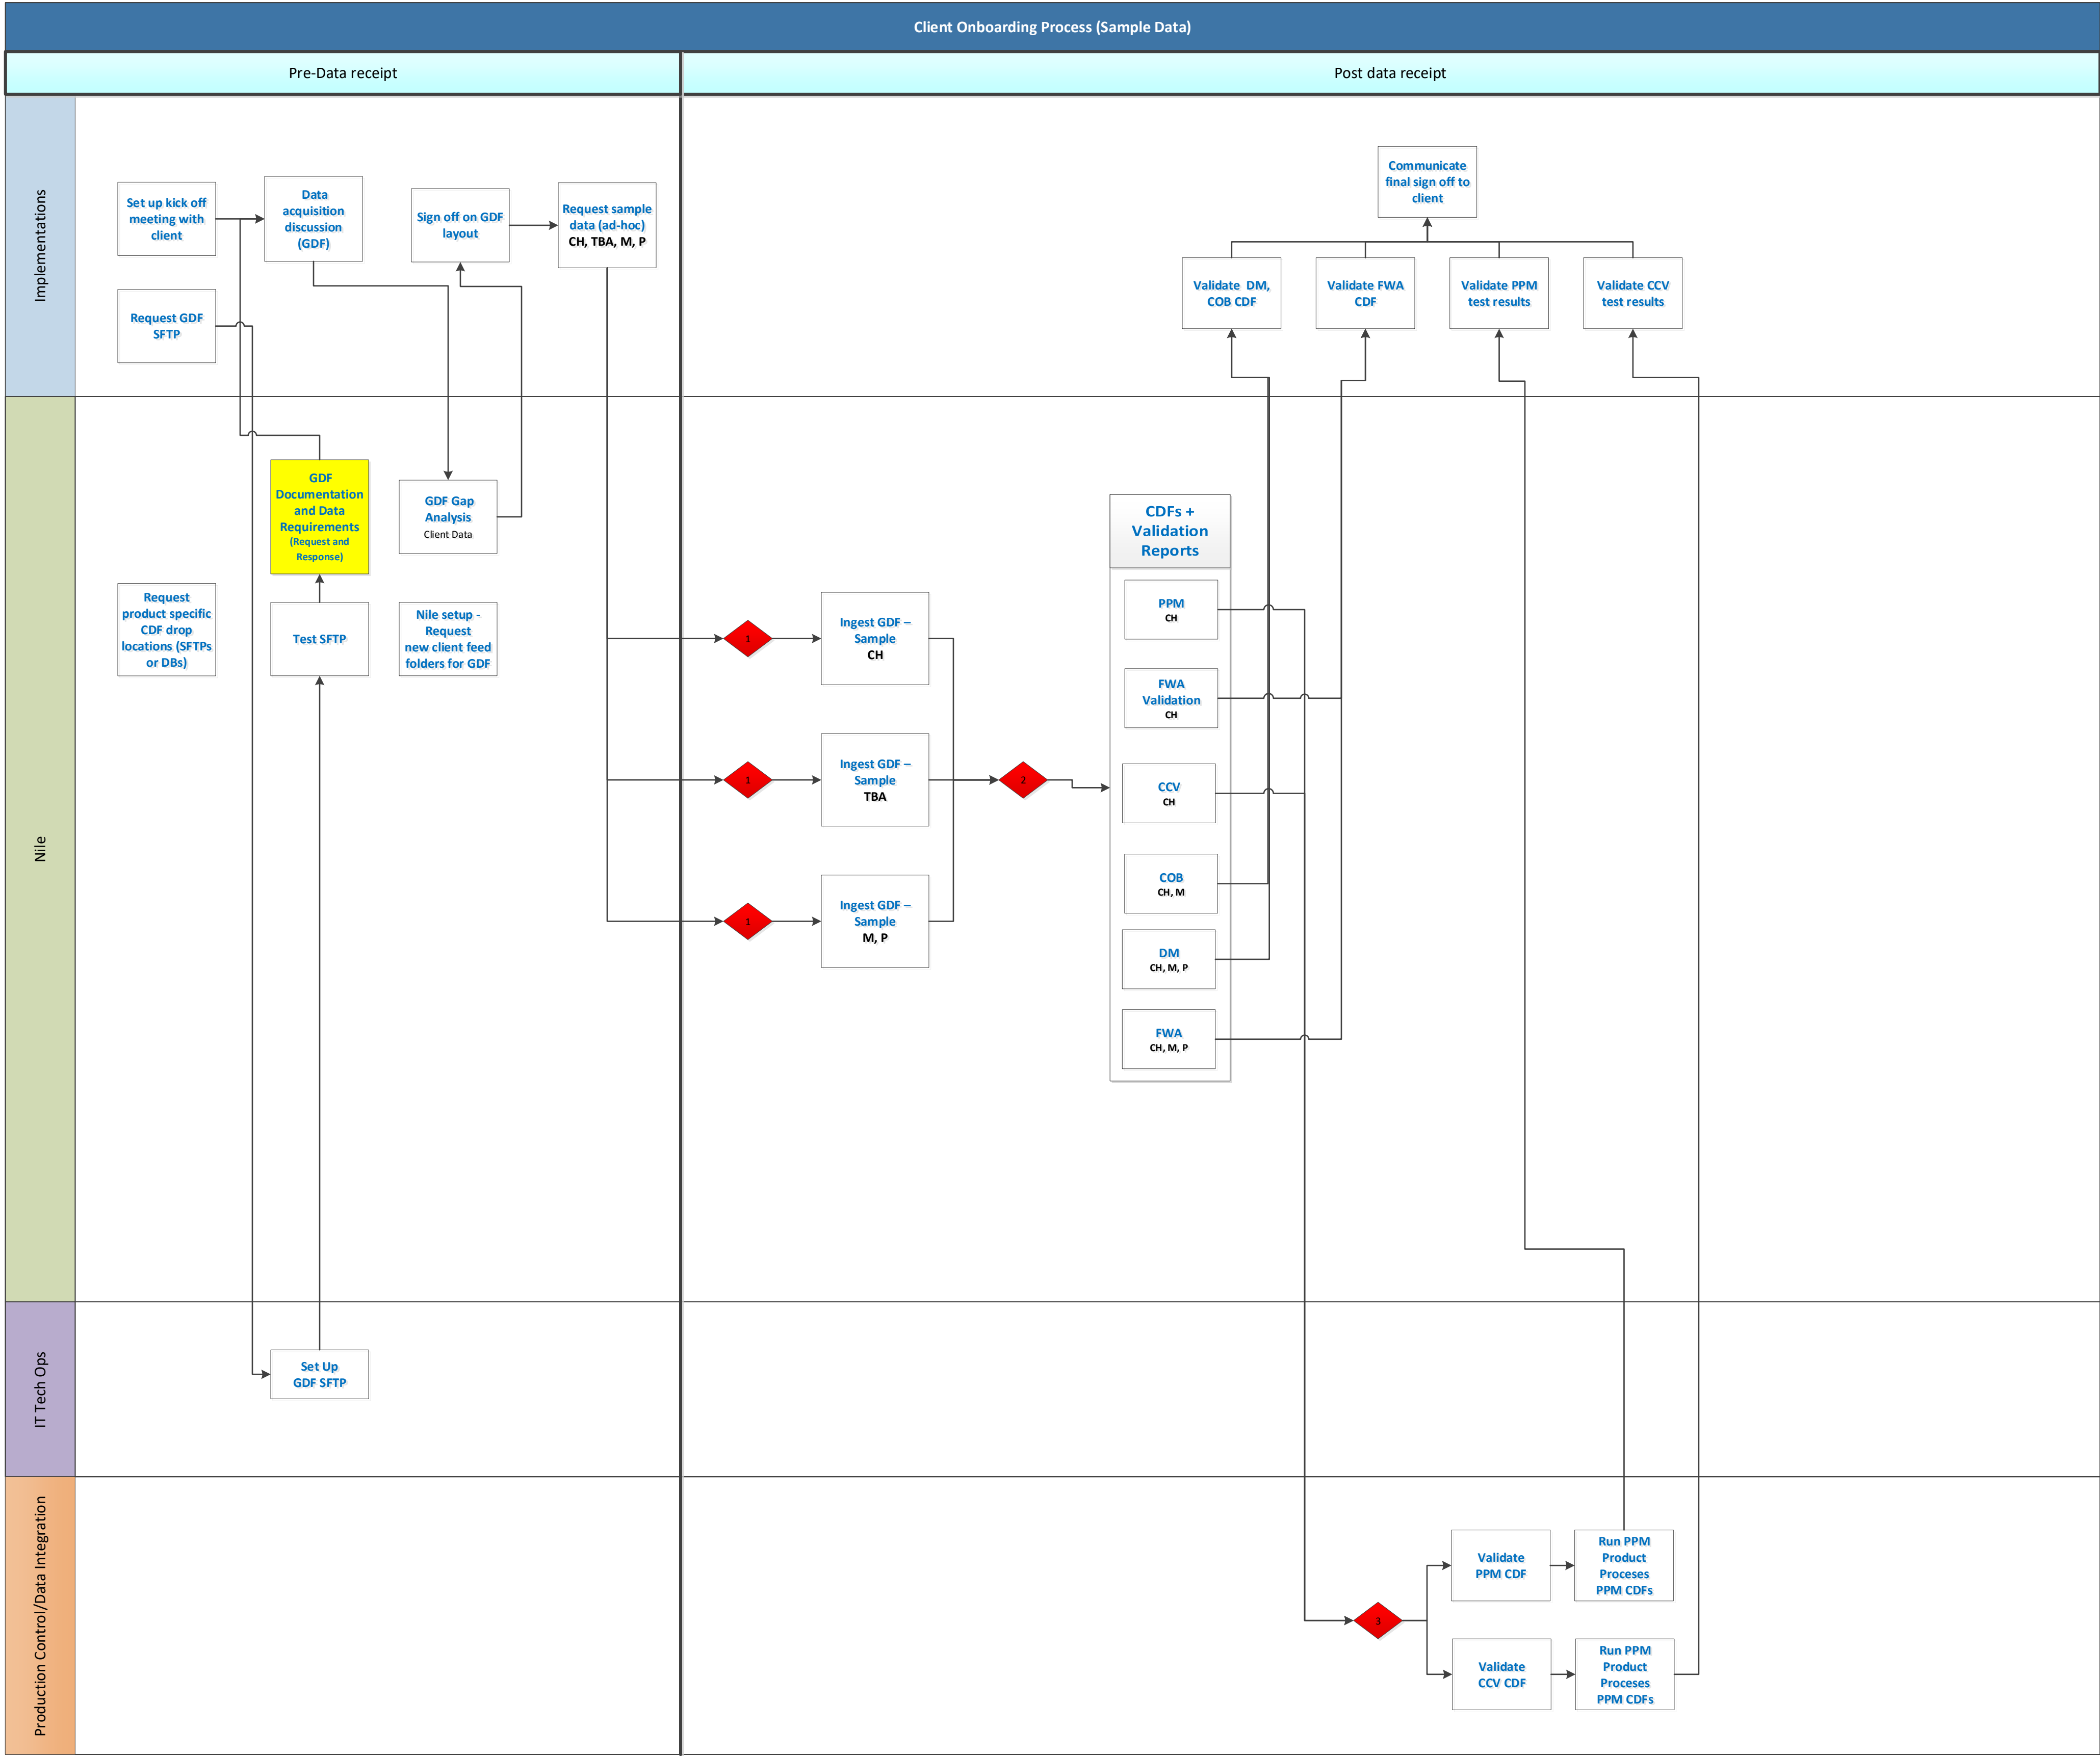 Client Onboarding Process (Sample Data)
Pre-Data receipt
Post data receipt
Implementations
Set up kick off
meeting with
client
Data
acquisition
discussion
(GDF)
Sign off on GDF
layout
Request sample
data (ad-hoc)
CH, TBA, M, P
Request GDF
SFTP
Communicate
final sign off to
client
Validate DM,
COB CDF
Validate FWA
CDF
Validate PPM
test results
Validate CCV
test results
Nile
GDF
Documentation
and Data
Requirements
(Request and
Response)
GDF Gap
Analysis
Client Data
Request
product specific
CDF drop
locations (SFTPs
or DBs)
Test SFTP
Nile setup -
Request
new client feed
folders for GDF
1
Ingest GDF –
Sample
CH
1
Ingest GDF –
Sample
TBA
1
Ingest GDF –
Sample
M, P
2
CDFs +
Validation
Reports
PPM
CH
FWA
Validation
CH
CCV
CH
COB
CH, M
DM
CH, M, P
FWA
CH, M, P
IT Tech Ops
Set Up
GDF SFTP
Production Control/Data Integration
3
Validate
PPM CDF
Run PPM
Product
Proceses
PPM CDFs
Validate
CCV CDF
Run PPM
Product
Proceses
PPM CDFs